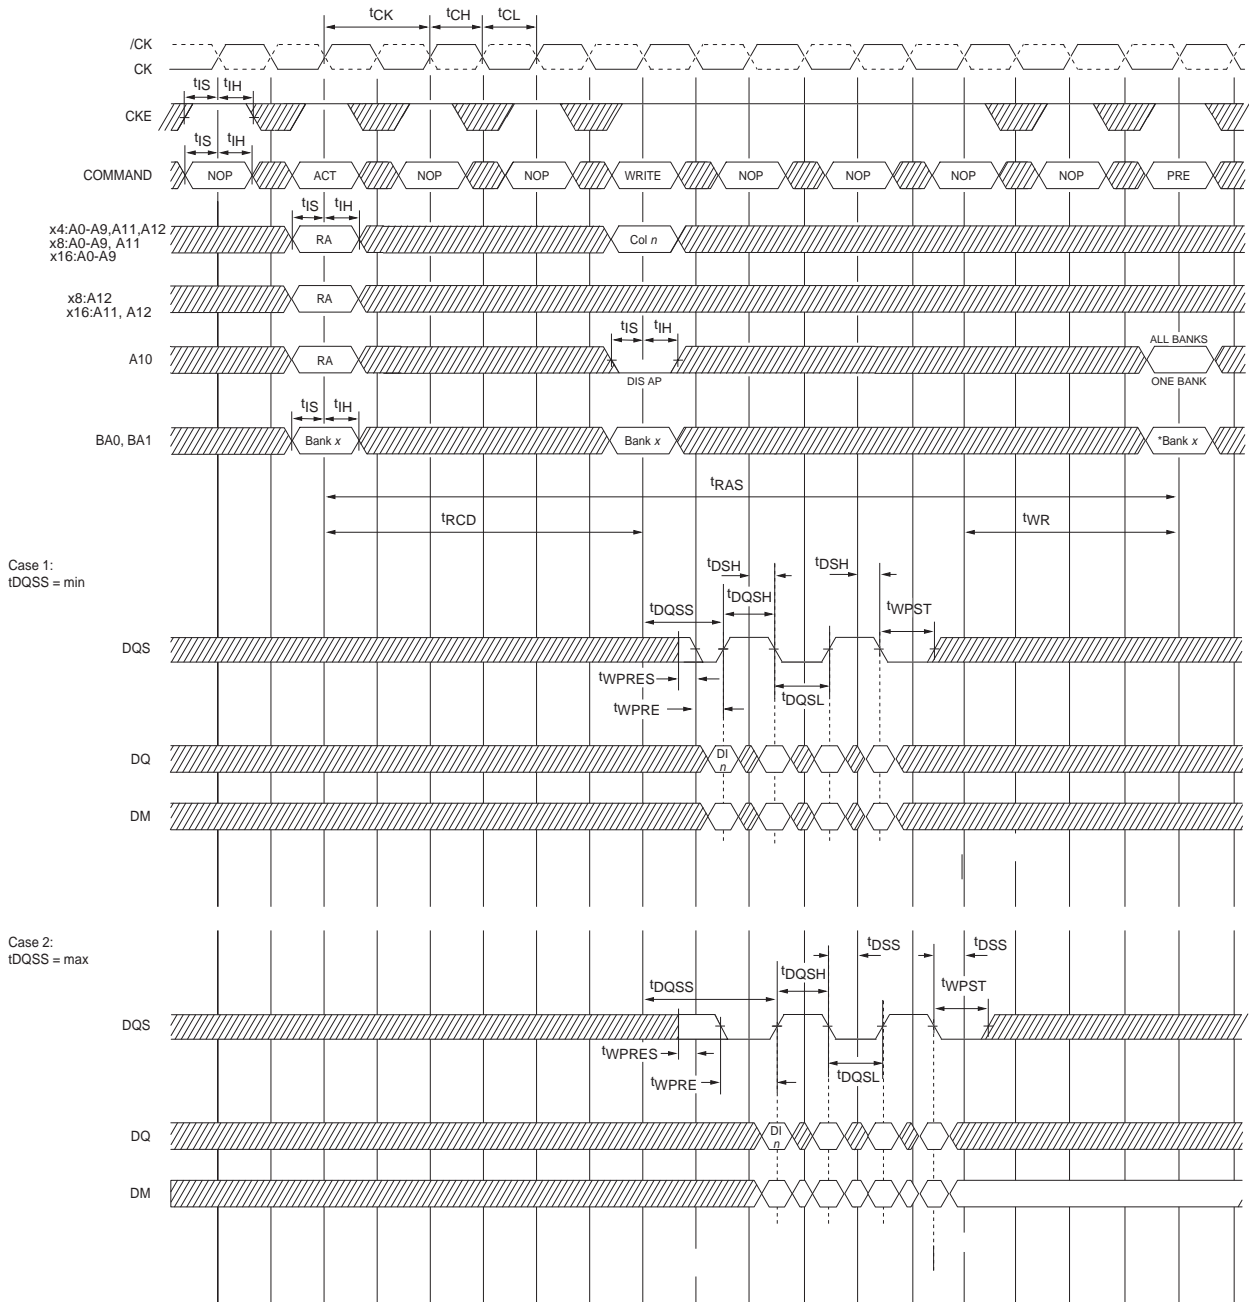 tCK tCH tCL
/CK
CK
tIS tIH
CKE
tIS tIH
COMMAND NOP ACT NOP NOP WRITE NOP NOP NOP NOP PRE
tIS tIH
x4:A0-A9,A11,A12
x8:A0-A9, A11
x16:A0-A9
RA Col n
x8:A12
x16:A11, A12
RA
tIS tIH ALL BANKS
A10 RA
DIS AP ONE BANK
tIS tIH
BA0, BA1 Bank x Bank x *Bank x
tRAS
tRCD tWR
Case 1:
tDQSS = min
tDSH tDSH
tDQSH
tDQSS tWPST
DQS
tWPRES
tDQSL
tWPRE
DQ DI
n
DM
Case 2:
tDQSS = max
tDSS tDSS
tDQSH
tDQSS tWPST
DQS
tWPRES
tDQSL
tWPRE
DQ DI
n
DM